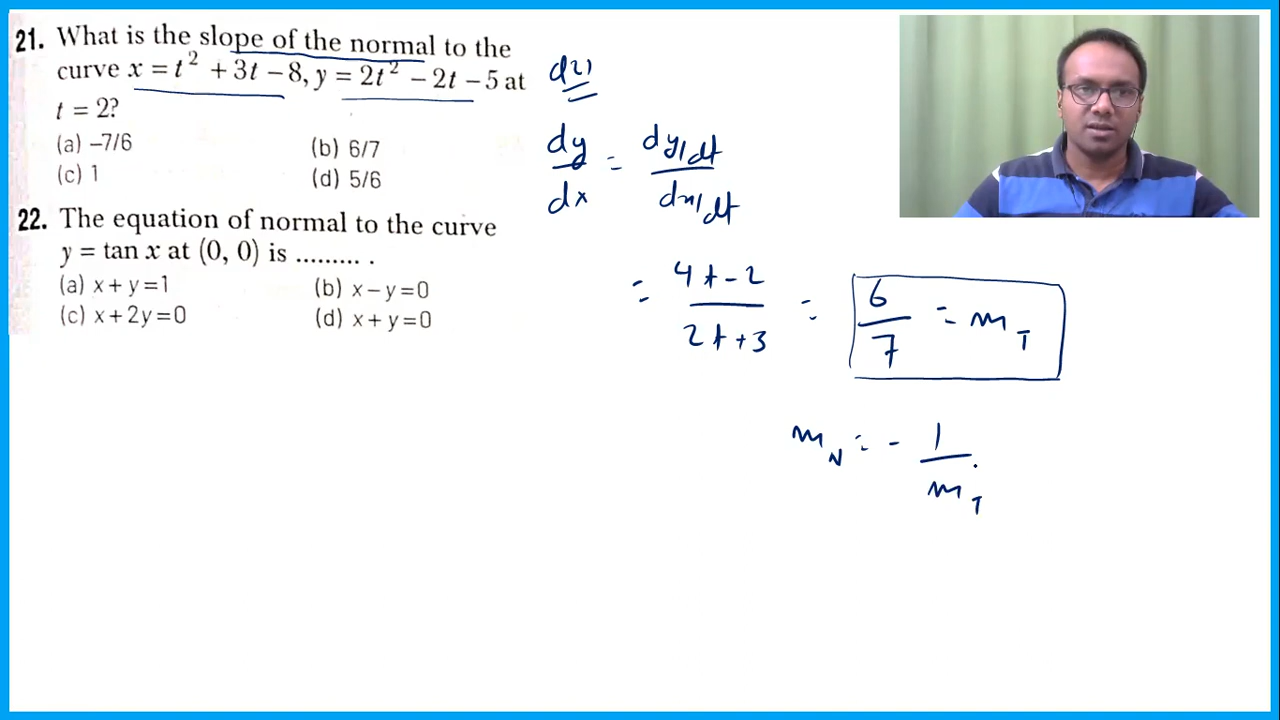 21. What is the slope of the normal to the
curve x = t² + 3t − 8, y = 2t² − 2t − 5 at
t = 2?
(a) −7/6 (b) 6/7
(c) 1 (d) 5/6
22. The equation of normal to the curve
y = tan x at (0, 0) is ......... .
(a) x + y = 1 (b) x − y = 0
(c) x + 2y = 0 (d) x + y = 0
dy/dx = (dy/dt)/(dx/dt)
= (4t − 2)/(2t + 3) = 6/7 = m_T
m_N = − 1/m_T